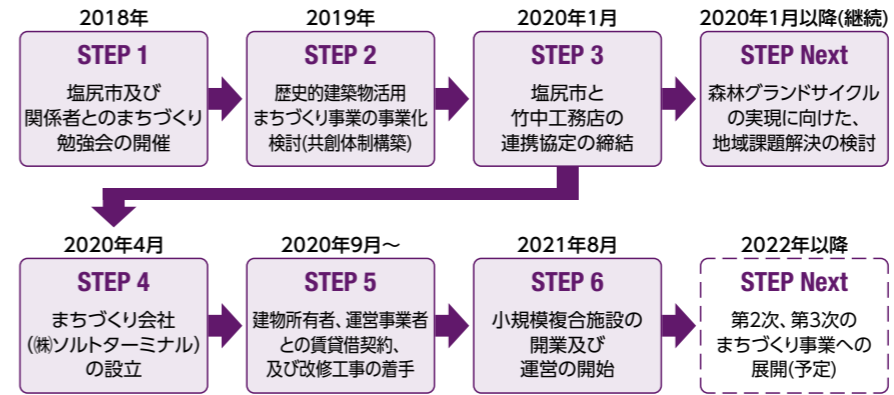 2018年
STEP 1
塩尻市及び
関係者とのまちづくり
勉強会の開催
2019年
STEP 2
歴史的建築物活用
まちづくり事業の事業化
検討(共創体制構築)
2020年1月
STEP 3
塩尻市と
竹中工務店の
連携協定の締結
2020年1月以降(継続)
STEP Next
森林グランドサイクル
の実現に向けた、
地域課題解決の検討
2020年4月
STEP 4
まちづくり会社
(㈱ソルトターミナル)
の設立
2020年9月～
STEP 5
建物所有者、運営事業者
との賃貸借契約、
及び改修工事の着手
2021年8月
STEP 6
小規模複合施設の
開業及び
運営の開始
2022年以降
STEP Next
第2次、第3次の
まちづくり事業への
展開(予定)